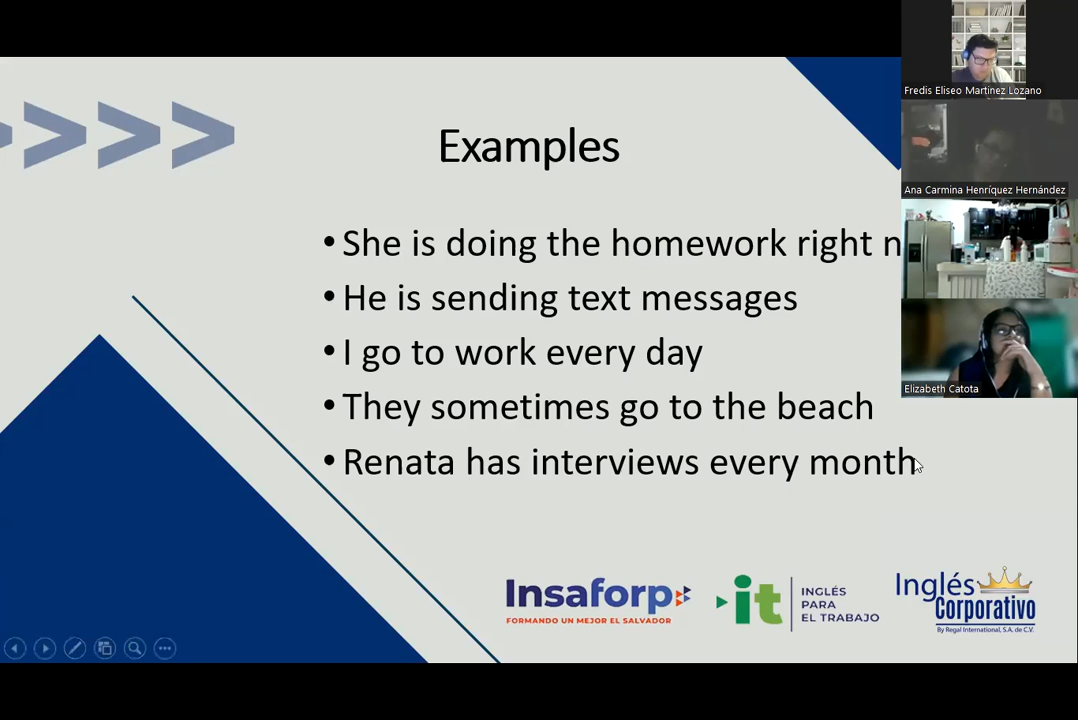 Fredis Eliseo Martinez Lozano
Ana Carmina Henríquez Hernández
Elizabeth Catota
>>>>
Examples
• She is doing the homework right n
• He is sending text messages
• I go to work every day
• They sometimes go to the beach
• Renata has interviews every month
Insaforp
FORMANDO UN MEJOR EL SALVADOR
it
INGLÉS
PARA
EL TRABAJO
Inglés
Corporativo
By Regal International, S.A. de C.V.